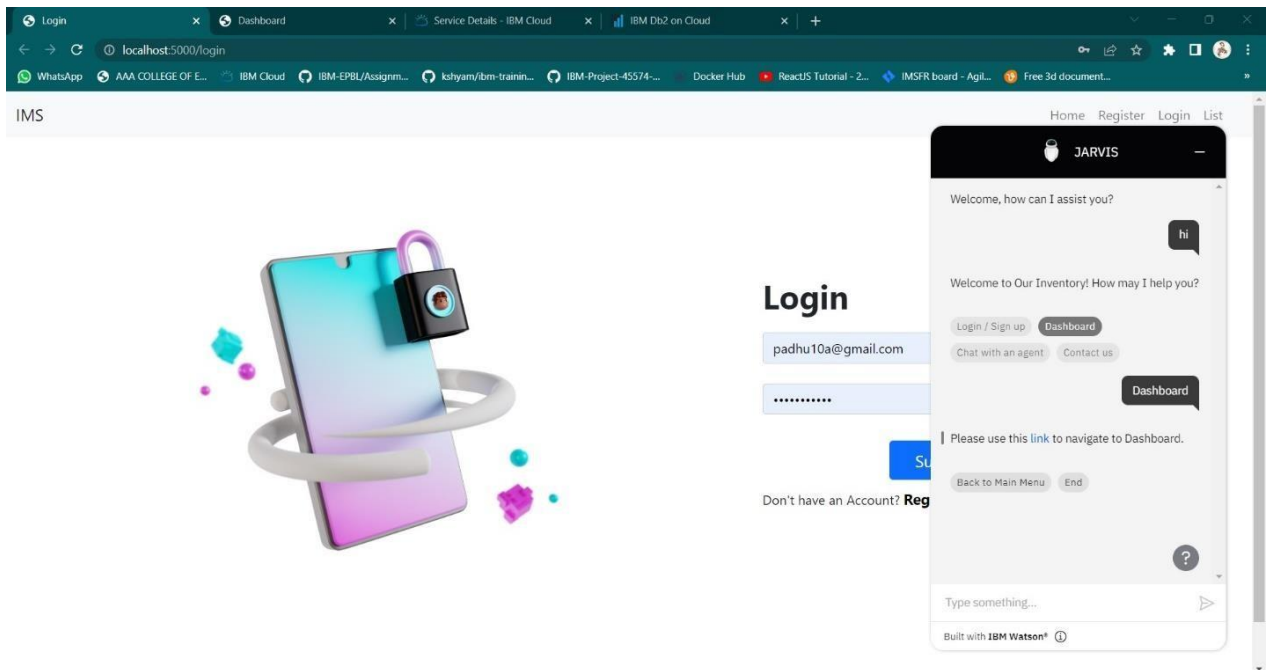 Login
Dashboard
Service Details - IBM Cloud
IBM Db2 on Cloud
localhost:5000/login
WhatsApp
AAA COLLEGE OF E...
IBM Cloud
IBM-EPBL/Assignm...
kshyam/ibm-trainin...
IBM-Project-45574-...
Docker Hub
ReactJS Tutorial - 2...
IMSFR board - Agil...
Free 3d document...
»
IMS
Home Register Login List
Login
padhu10a@gmail.com
•••••••••••
Su
Don't have an Account? Reg
JARVIS
Welcome, how can I assist you?
hi
Welcome to Our Inventory! How may I help you?
Login / Sign up
Dashboard
Chat with an agent
Contact us
Dashboard
Please use this link to navigate to Dashboard.
Back to Main Menu
End
?
Type something...
Built with IBM Watson®